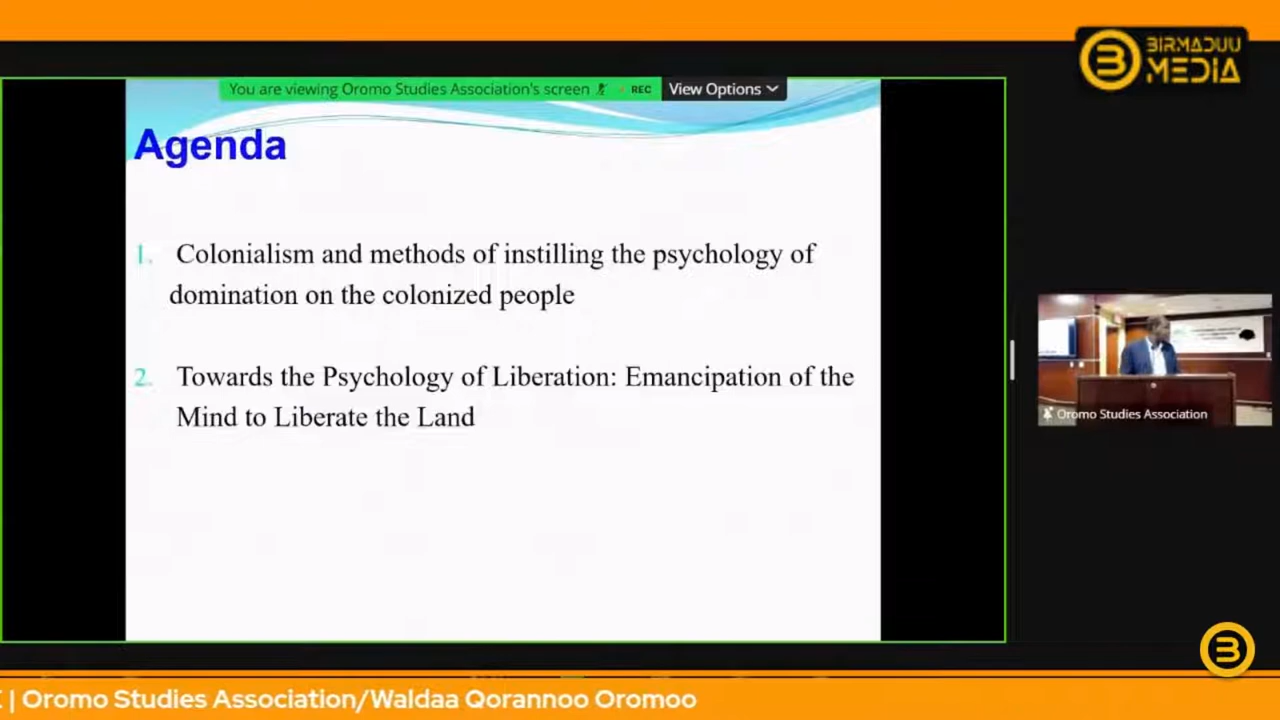 BIRMADUU
MEDIA
You are viewing Oromo Studies Association's screen
REC
View Options
Agenda
1. Colonialism and methods of instilling the psychology of
domination on the colonized people
2. Towards the Psychology of Liberation: Emancipation of the
Mind to Liberate the Land
Oromo Studies Association
| Oromo Studies Association/Waldaa Qorannoo Oromoo